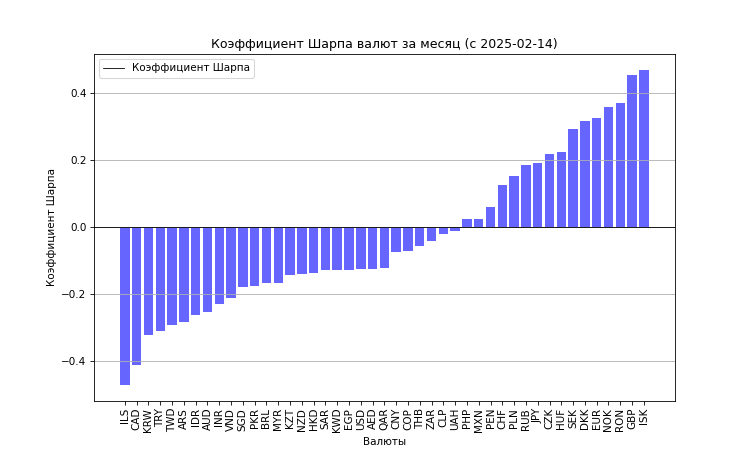 Коэффициент Шарпа валют за месяц (с 2025-02-14)
Коэффициент Шарпа
Коэффициент Шарпа
0.4
0.2
0.0
−0.2
−0.4
ILS CAD KRW TRY TWD ARS IDR AUD INR VND SGD PKR BRL MYR KZT NZD HKD SAR KWD EGP USD AED QAR CNY COP THB ZAR CLP UAH PHP MXN PEN CHF PLN RUB JPY CZK HUF SEK DKK EUR NOK RON GBP ISK
Валюты